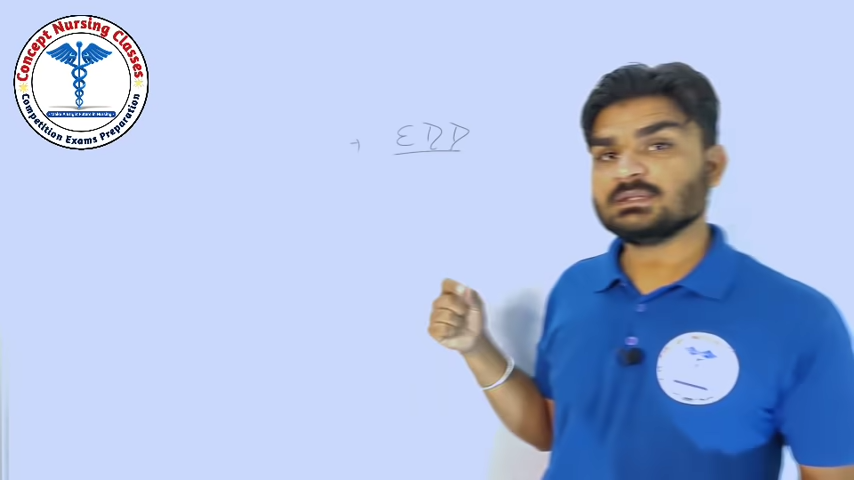 Concept Nursing Classes
Competition Exams Preparation
→ EDD